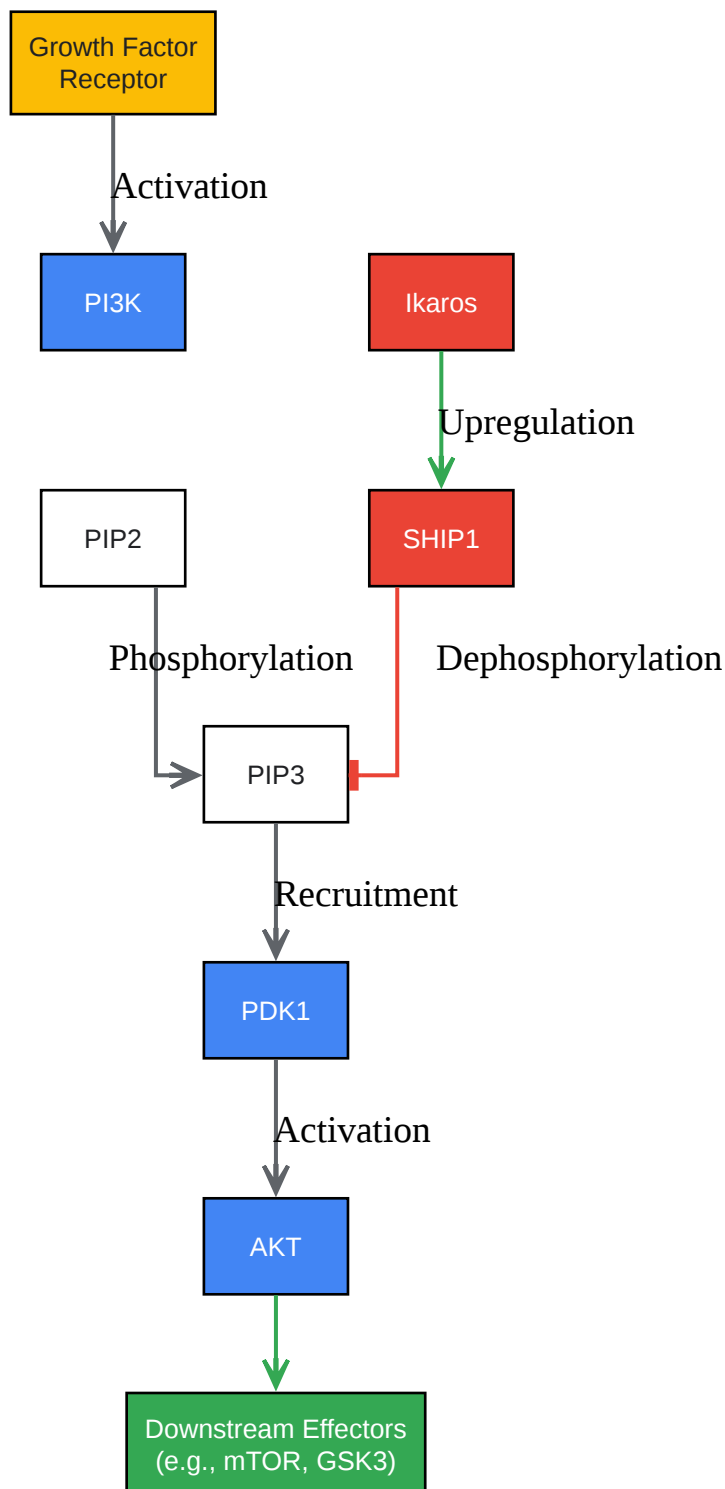 Growth Factor
Receptor
Activation
PI3K
Ikaros
Upregulation
PIP2
SHIP1
Phosphorylation
Dephosphorylation
PIP3
Recruitment
PDK1
Activation
AKT
Downstream Effectors
(e.g., mTOR, GSK3)